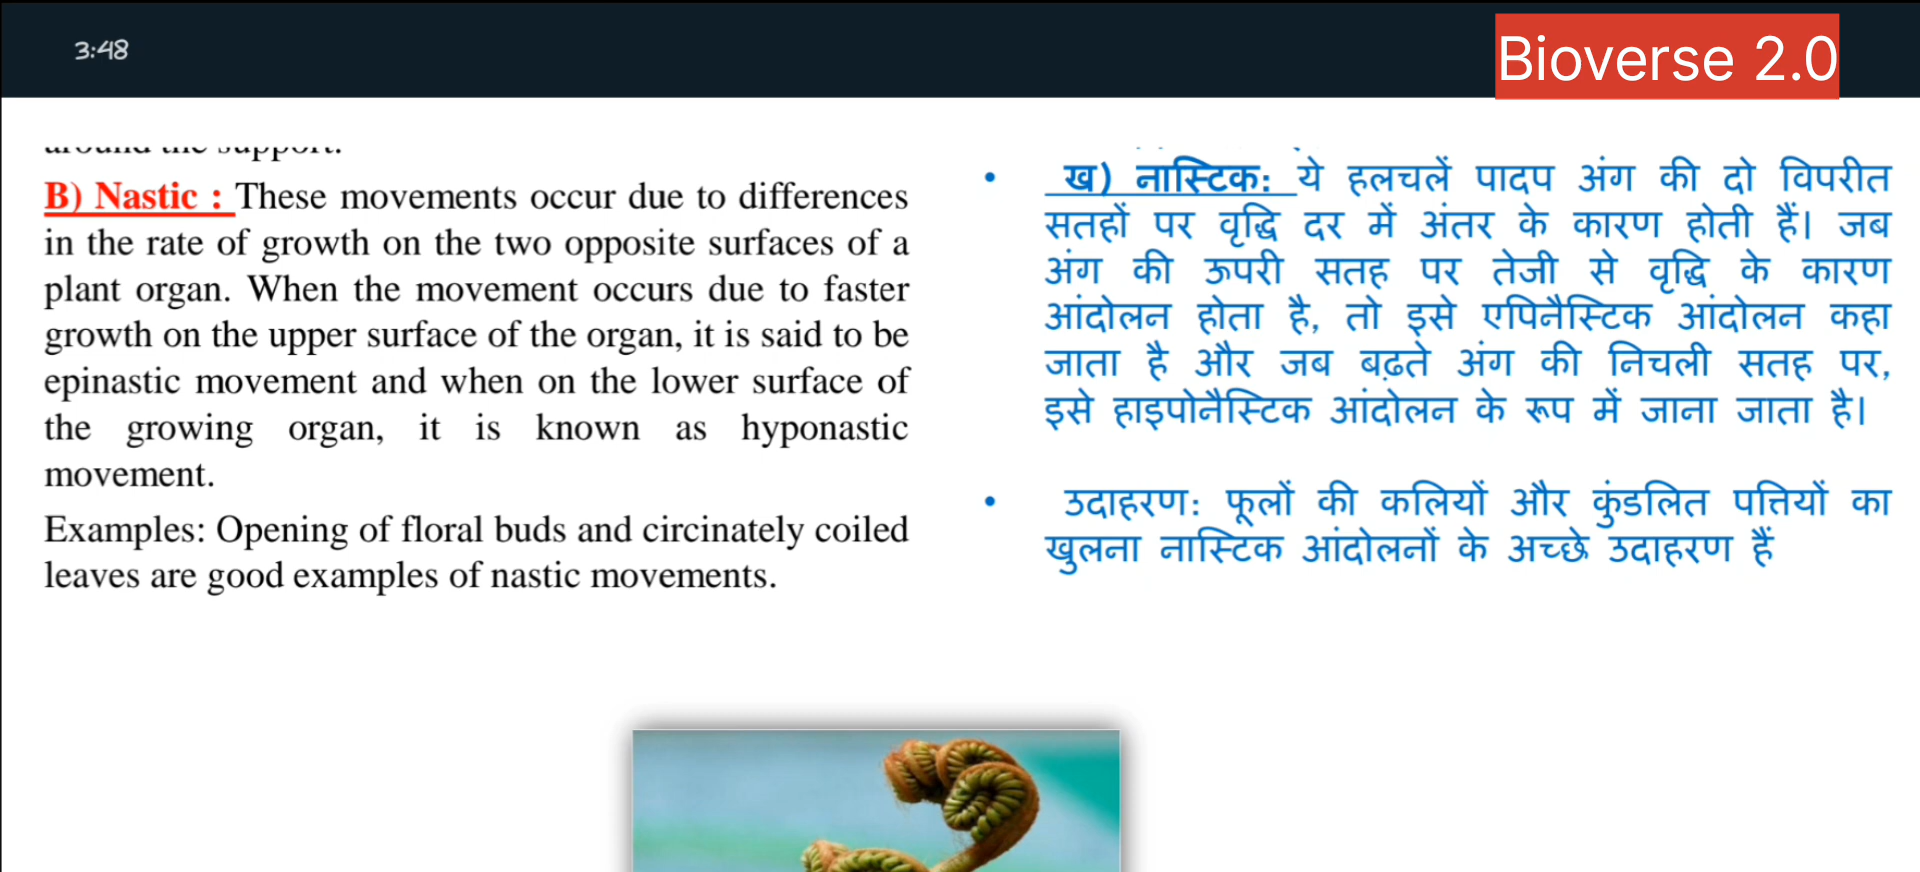 3:48
Bioverse 2.0
around the support.
B) Nastic : These movements occur due to differences
in the rate of growth on the two opposite surfaces of a
plant organ. When the movement occurs due to faster
growth on the upper surface of the organ, it is said to be
epinastic movement and when on the lower surface of
the growing organ, it is known as hyponastic
movement.
Examples: Opening of floral buds and circinately coiled
leaves are good examples of nastic movements.
• ख) नास्टिक: ये हलचलें पादप अंग की दो विपरीत
सतहों पर वृद्धि दर में अंतर के कारण होती हैं। जब
अंग की ऊपरी सतह पर तेजी से वृद्धि के कारण
आंदोलन होता है, तो इसे एपिनैस्टिक आंदोलन कहा
जाता है और जब बढ़ते अंग की निचली सतह पर,
इसे हाइपोनैस्टिक आंदोलन के रूप में जाना जाता है।
• उदाहरण: फूलों की कलियों और कुंडलित पत्तियों का
खुलना नास्टिक आंदोलनों के अच्छे उदाहरण हैं